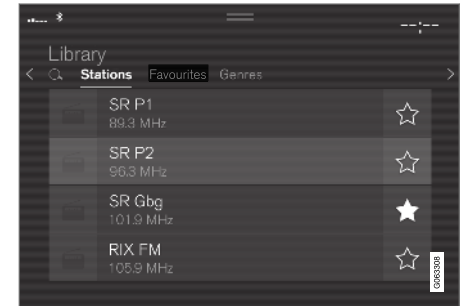 --:--
Library
Stations Favourites Genres
SR P1
89.3 MHz
SR P2
96.3 MHz
SR Gbg
101.9 MHz
RIX FM
105.9 MHz
G063308